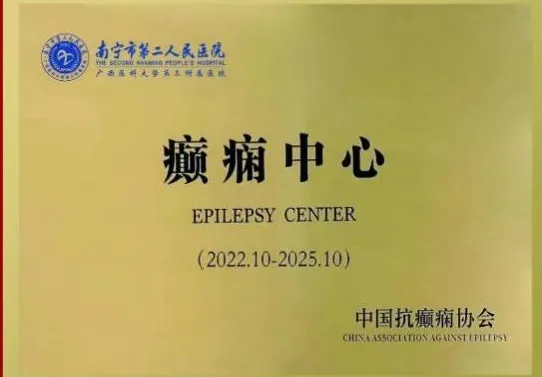 南宁市第二人民医院
THE SECOND NANNING PEOPLE'S HOSPITAL
广西医科大学第三附属医院
癫痫中心
EPILEPSY CENTER
(2022.10-2025.10)
中国抗癫痫协会
CHINA ASSOCIATION AGAINST EPILEPSY